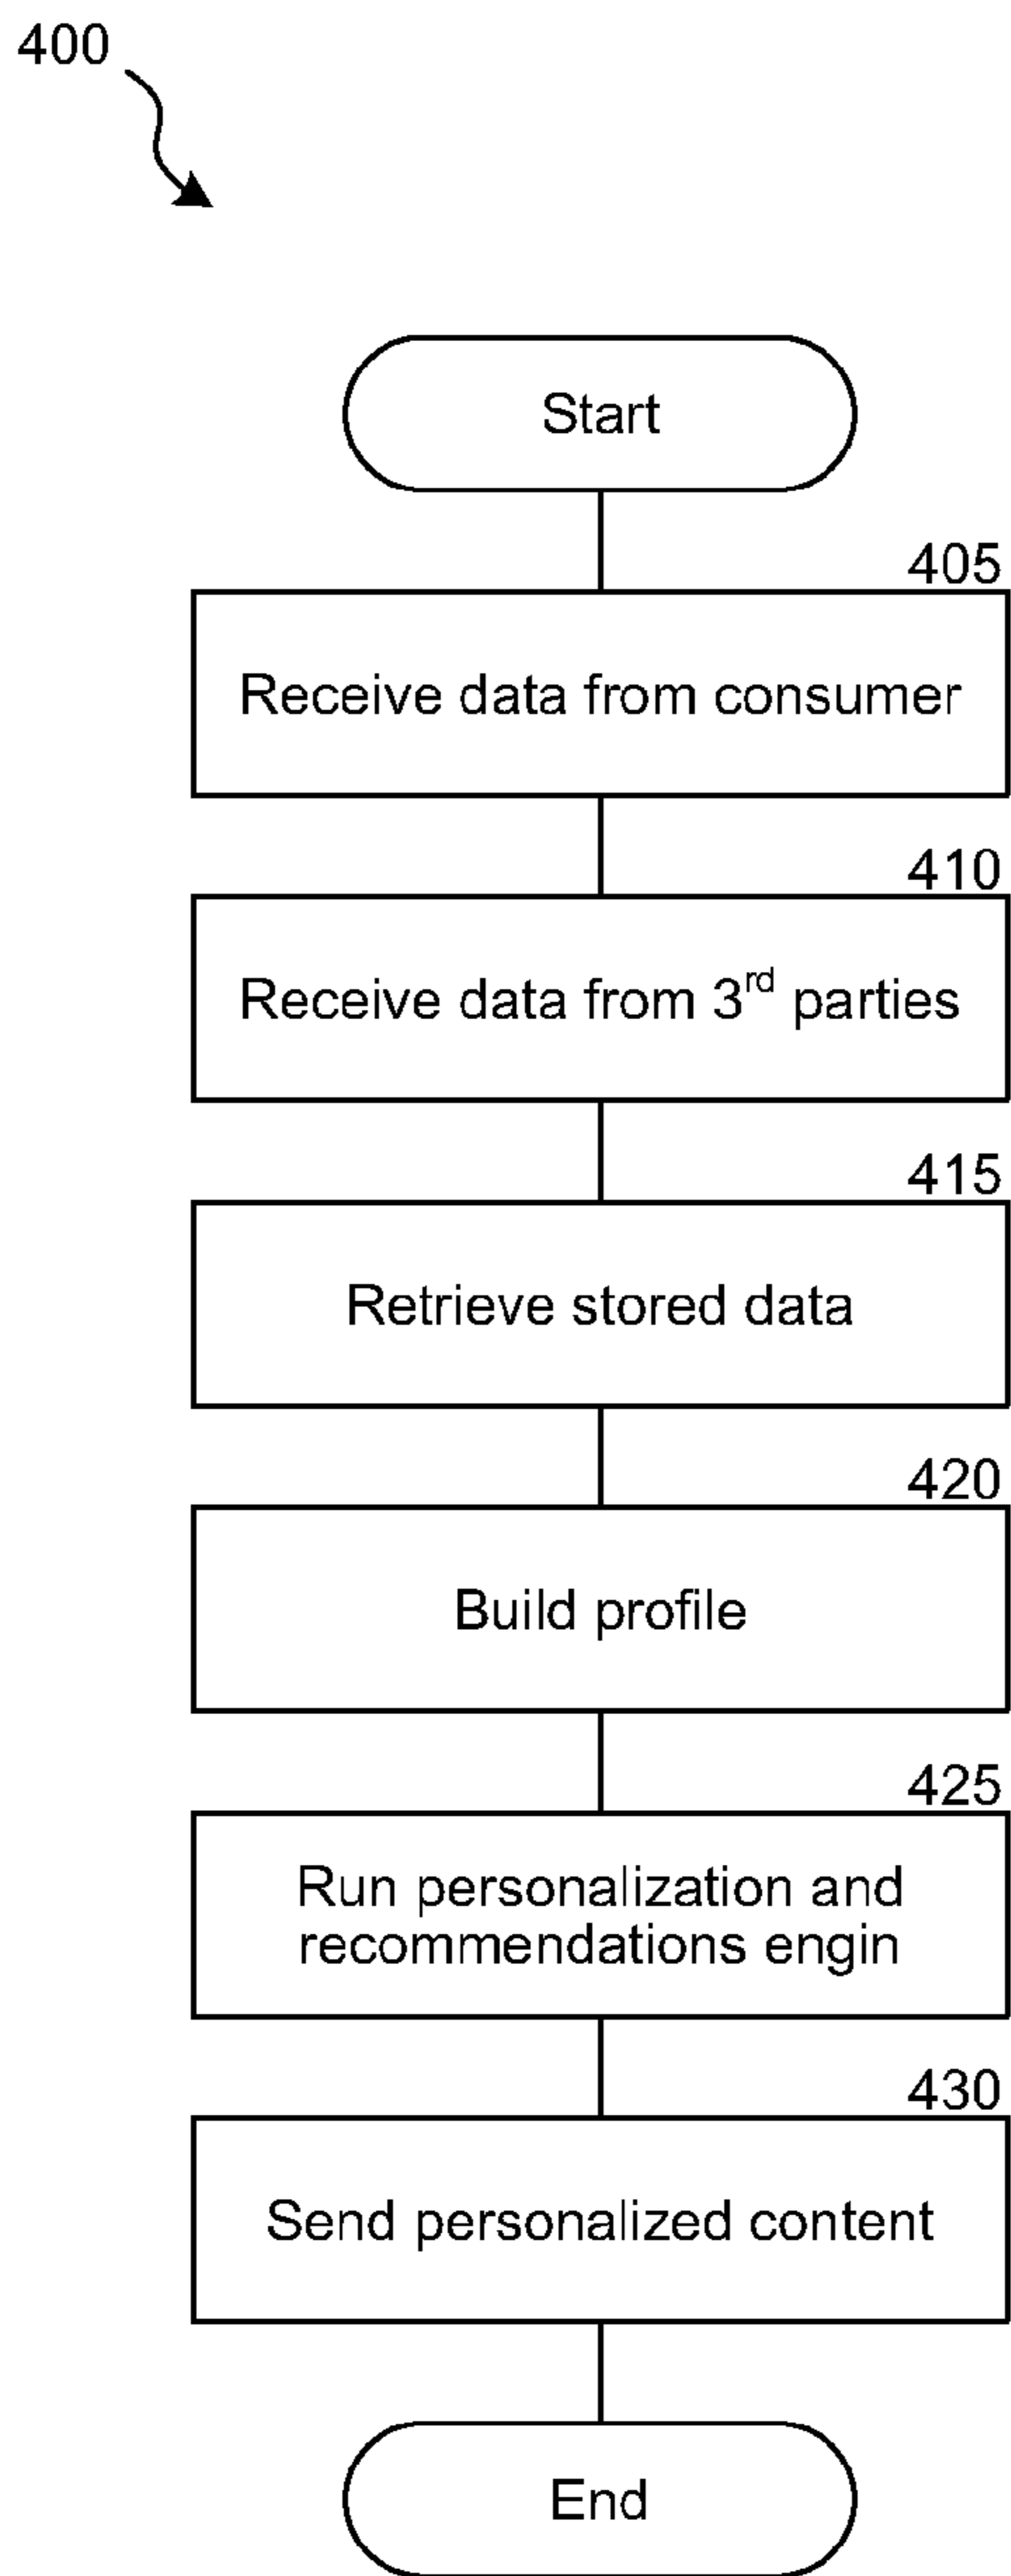 400
Start
405
Receive data from consumer
410
Receive data from 3rd parties
415
Retrieve stored data
420
Build profile
425
Run personalization and
recommendations engin
430
Send personalized content
End